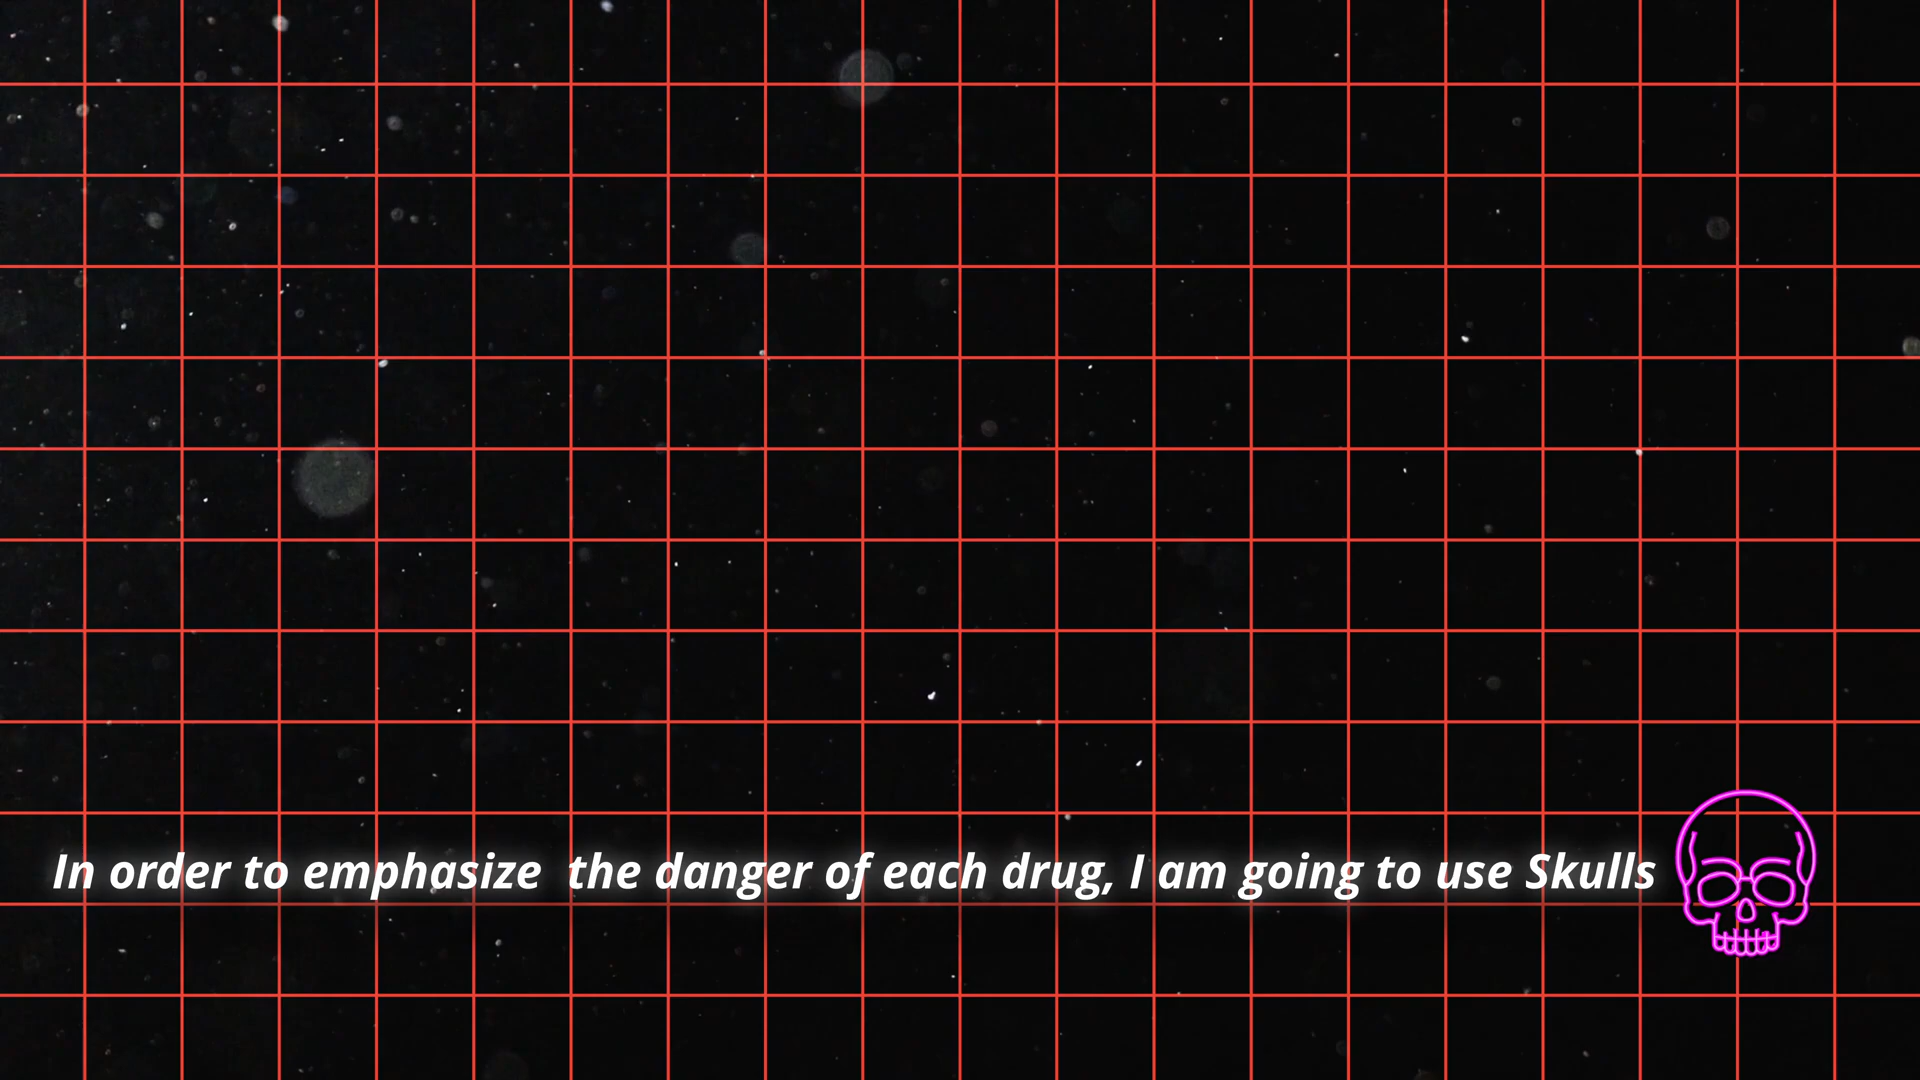 In order to emphasize  the danger of each drug, I am going to use Skulls